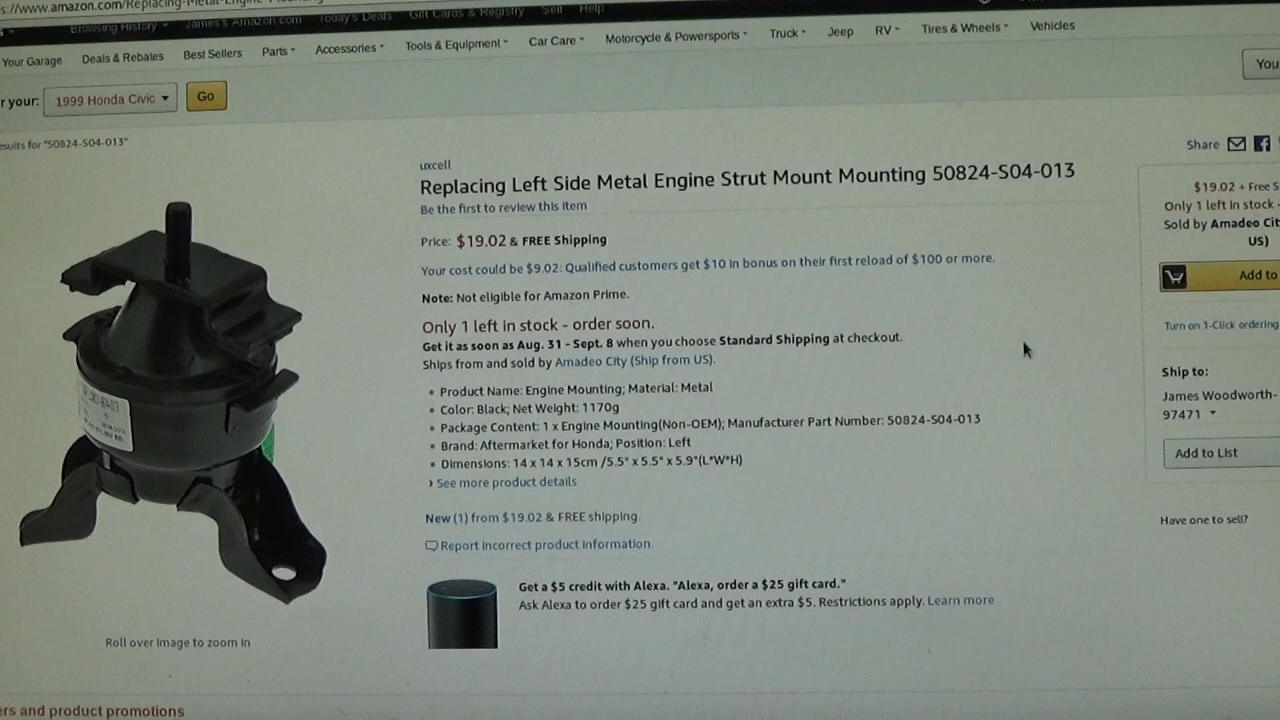 s://www.amazon.com/Replacing-Metal-Engine-
Browsing History James's Amazon.com Today's Deals Gift Cards & Registry Sell Help
Your Garage Deals & Rebates Best Sellers Parts Accessories Tools & Equipment Car Care Motorcycle & Powersports Truck Jeep RV Tires & Wheels Vehicles
r your: 1999 Honda Civic Go You
esults for "50824-S04-013"
Share
uxcell
Replacing Left Side Metal Engine Strut Mount Mounting 50824-S04-013
Be the first to review this item
Price: $19.02 & FREE Shipping
Your cost could be $9.02: Qualified customers get $10 in bonus on their first reload of $100 or more.
Note: Not eligible for Amazon Prime.
Only 1 left in stock - order soon.
Get it as soon as Aug. 31 - Sept. 8 when you choose Standard Shipping at checkout.
Ships from and sold by Amadeo City (Ship from US).
• Product Name: Engine Mounting; Material: Metal
• Color: Black; Net Weight: 1170g
• Package Content: 1 x Engine Mounting(Non-OEM); Manufacturer Part Number: 50824-S04-013
• Brand: Aftermarket for Honda; Position: Left
• Dimensions: 14 x 14 x 15cm /5.5" x 5.5" x 5.9"(L*W*H)
› See more product details
New (1) from $19.02 & FREE shipping.
Report incorrect product information.
Get a $5 credit with Alexa. "Alexa, order a $25 gift card."
Ask Alexa to order $25 gift card and get an extra $5. Restrictions apply. Learn more
Roll over image to zoom in
ers and product promotions
$19.02 + Free S
Only 1 left in stock -
Sold by Amadeo Cit
US)
Add to
Turn on 1-Click ordering
Ship to:
James Woodworth-
97471
Add to List
Have one to sell?